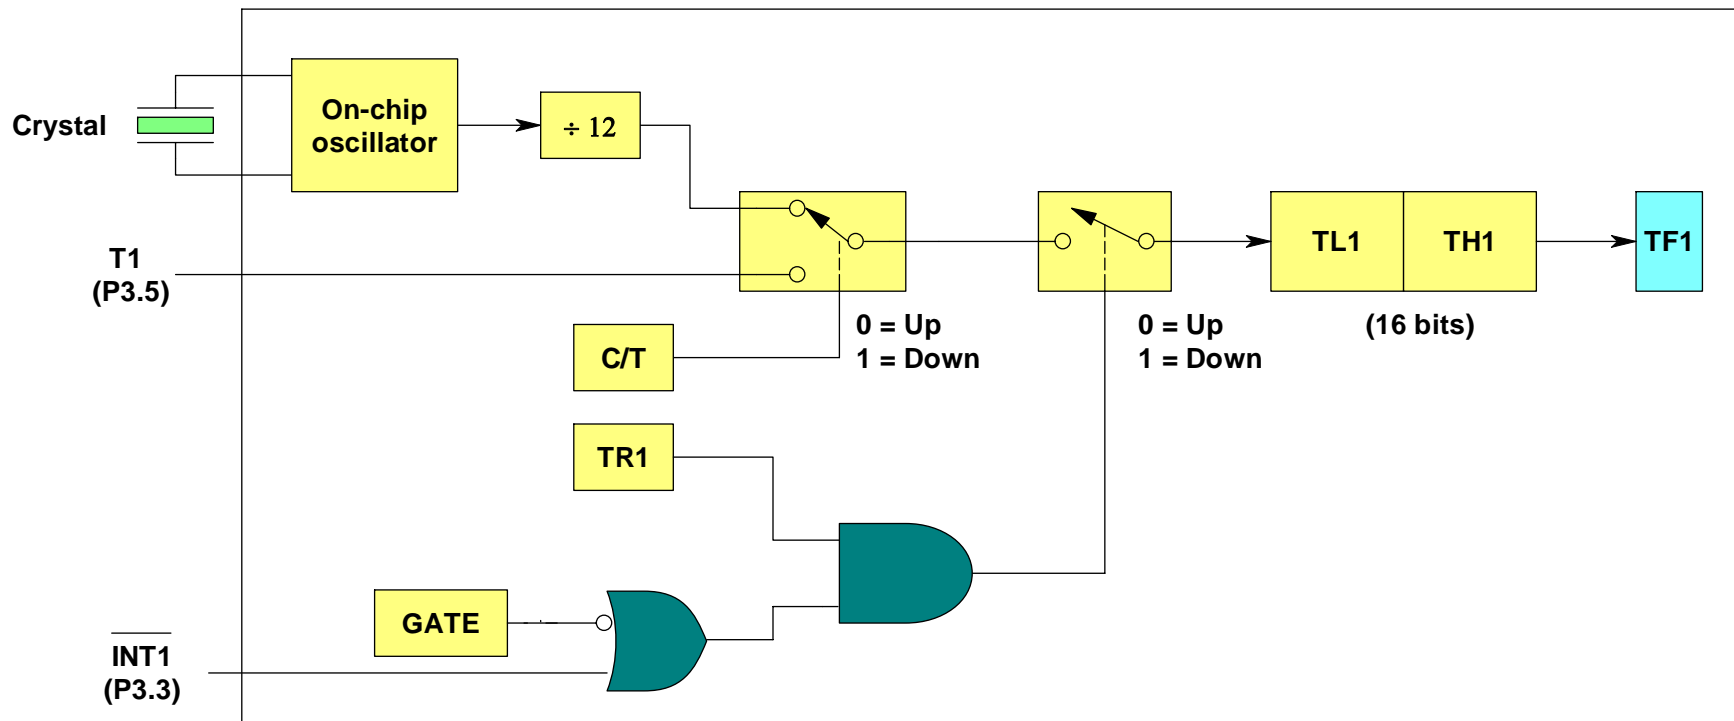 Crystal
On-chip
oscillator
÷ 12
T1
(P3.5)
TL1
TH1
TF1
0 = Up
1 = Down
0 = Up
1 = Down
(16 bits)
C/T
TR1
GATE
INT1
(P3.3)